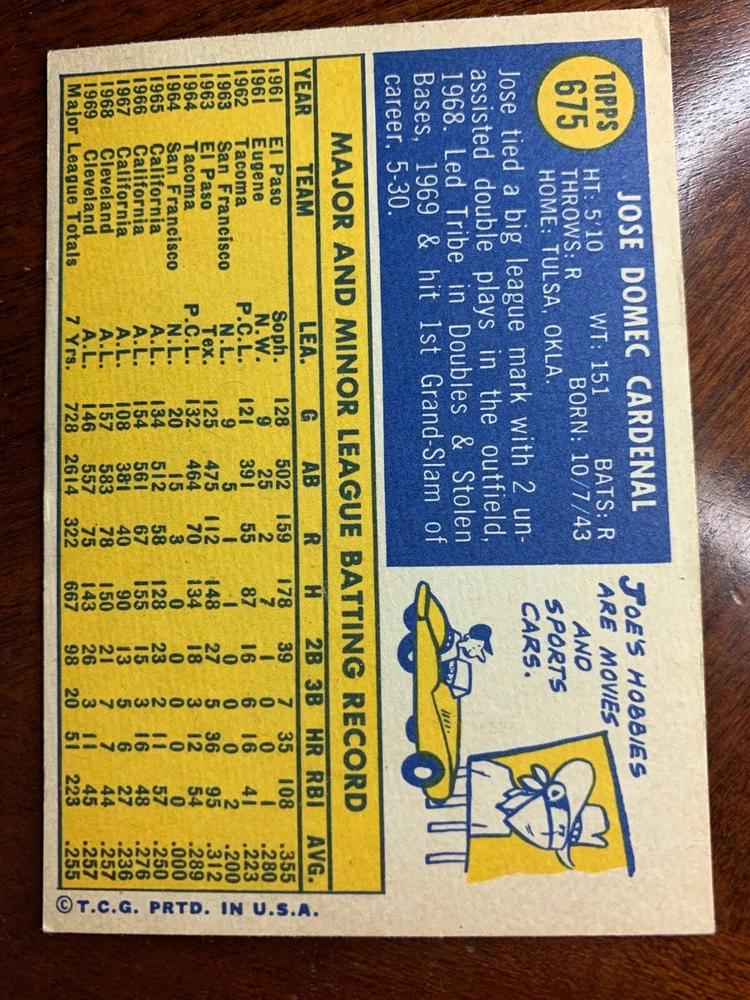 TOPPS
675
JOSE DOMEC CARDENAL
HT: 5'10 WT: 151 BATS: R
THROWS: R BORN: 10/7/43
HOME: TULSA, OKLA.
Jose tied a big league mark with 2 un-
assisted double plays in the outfield,
1968. Led Tribe in Doubles & Stolen
Bases, 1969 & hit 1st Grand-Slam of
career, 5-30.
JOE'S HOBBIES
ARE MOVIES
AND
SPORTS
CARS.
MAJOR AND MINOR LEAGUE BATTING RECORD
YEAR TEAM LEA. G AB R H 2B 3B HR RBI AVG.
1961 El Paso Soph. 128 502 159 178 39 7 35 108 .355
1961 Eugene N.W. 9 25 2 7 1 0 0 1 .280
1962 Tacoma P.C.L. 121 391 55 87 16 6 16 41 .223
1963 San Francisco N.L. 9 5 1 1 0 0 0 2 .200
1963 El Paso Tex. 125 475 112 148 27 5 36 95 .312
1964 Tacoma P.C.L. 132 464 70 134 18 3 12 54 .289
1964 San Francisco N.L. 20 15 3 0 0 0 0 0 .000
1965 California A.L. 134 512 58 128 23 2 11 57 .250
1966 California A.L. 154 561 67 155 15 3 16 48 .276
1967 California A.L. 108 381 40 90 13 5 6 27 .236
1968 Cleveland A.L. 157 583 78 150 21 7 7 44 .257
1969 Cleveland A.L. 146 557 75 143 26 3 11 45 .257
Major League Totals 7 Yrs. 728 2614 322 667 98 20 51 223 .255
©T.C.G. PRTD. IN U.S.A.